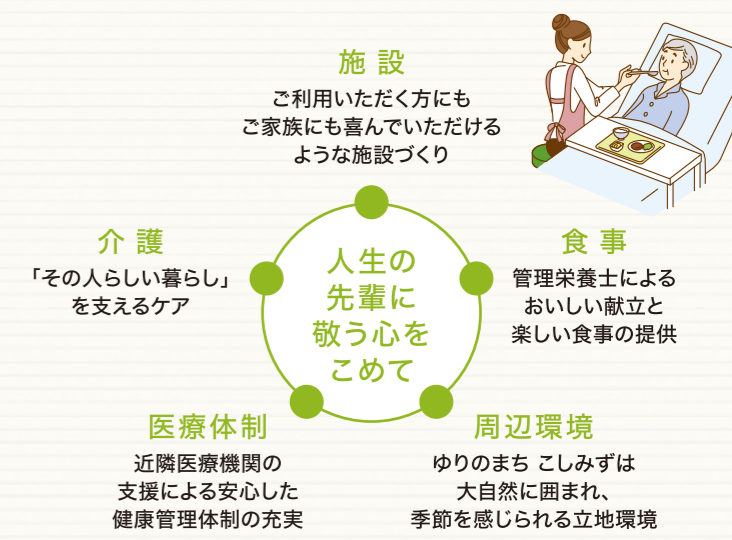 施設
ご利用いただく方にも
ご家族にも喜んでいただける
ような施設づくり
介護
「その人らしい暮らし」
を支えるケア
人生の
先輩に
敬う心を
こめて
食事
管理栄養士による
おいしい献立と
楽しい食事の提供
医療体制
近隣医療機関の
支援による安心した
健康管理体制の充実
周辺環境
ゆりのまち こしみずは
大自然に囲まれ、
季節を感じられる立地環境